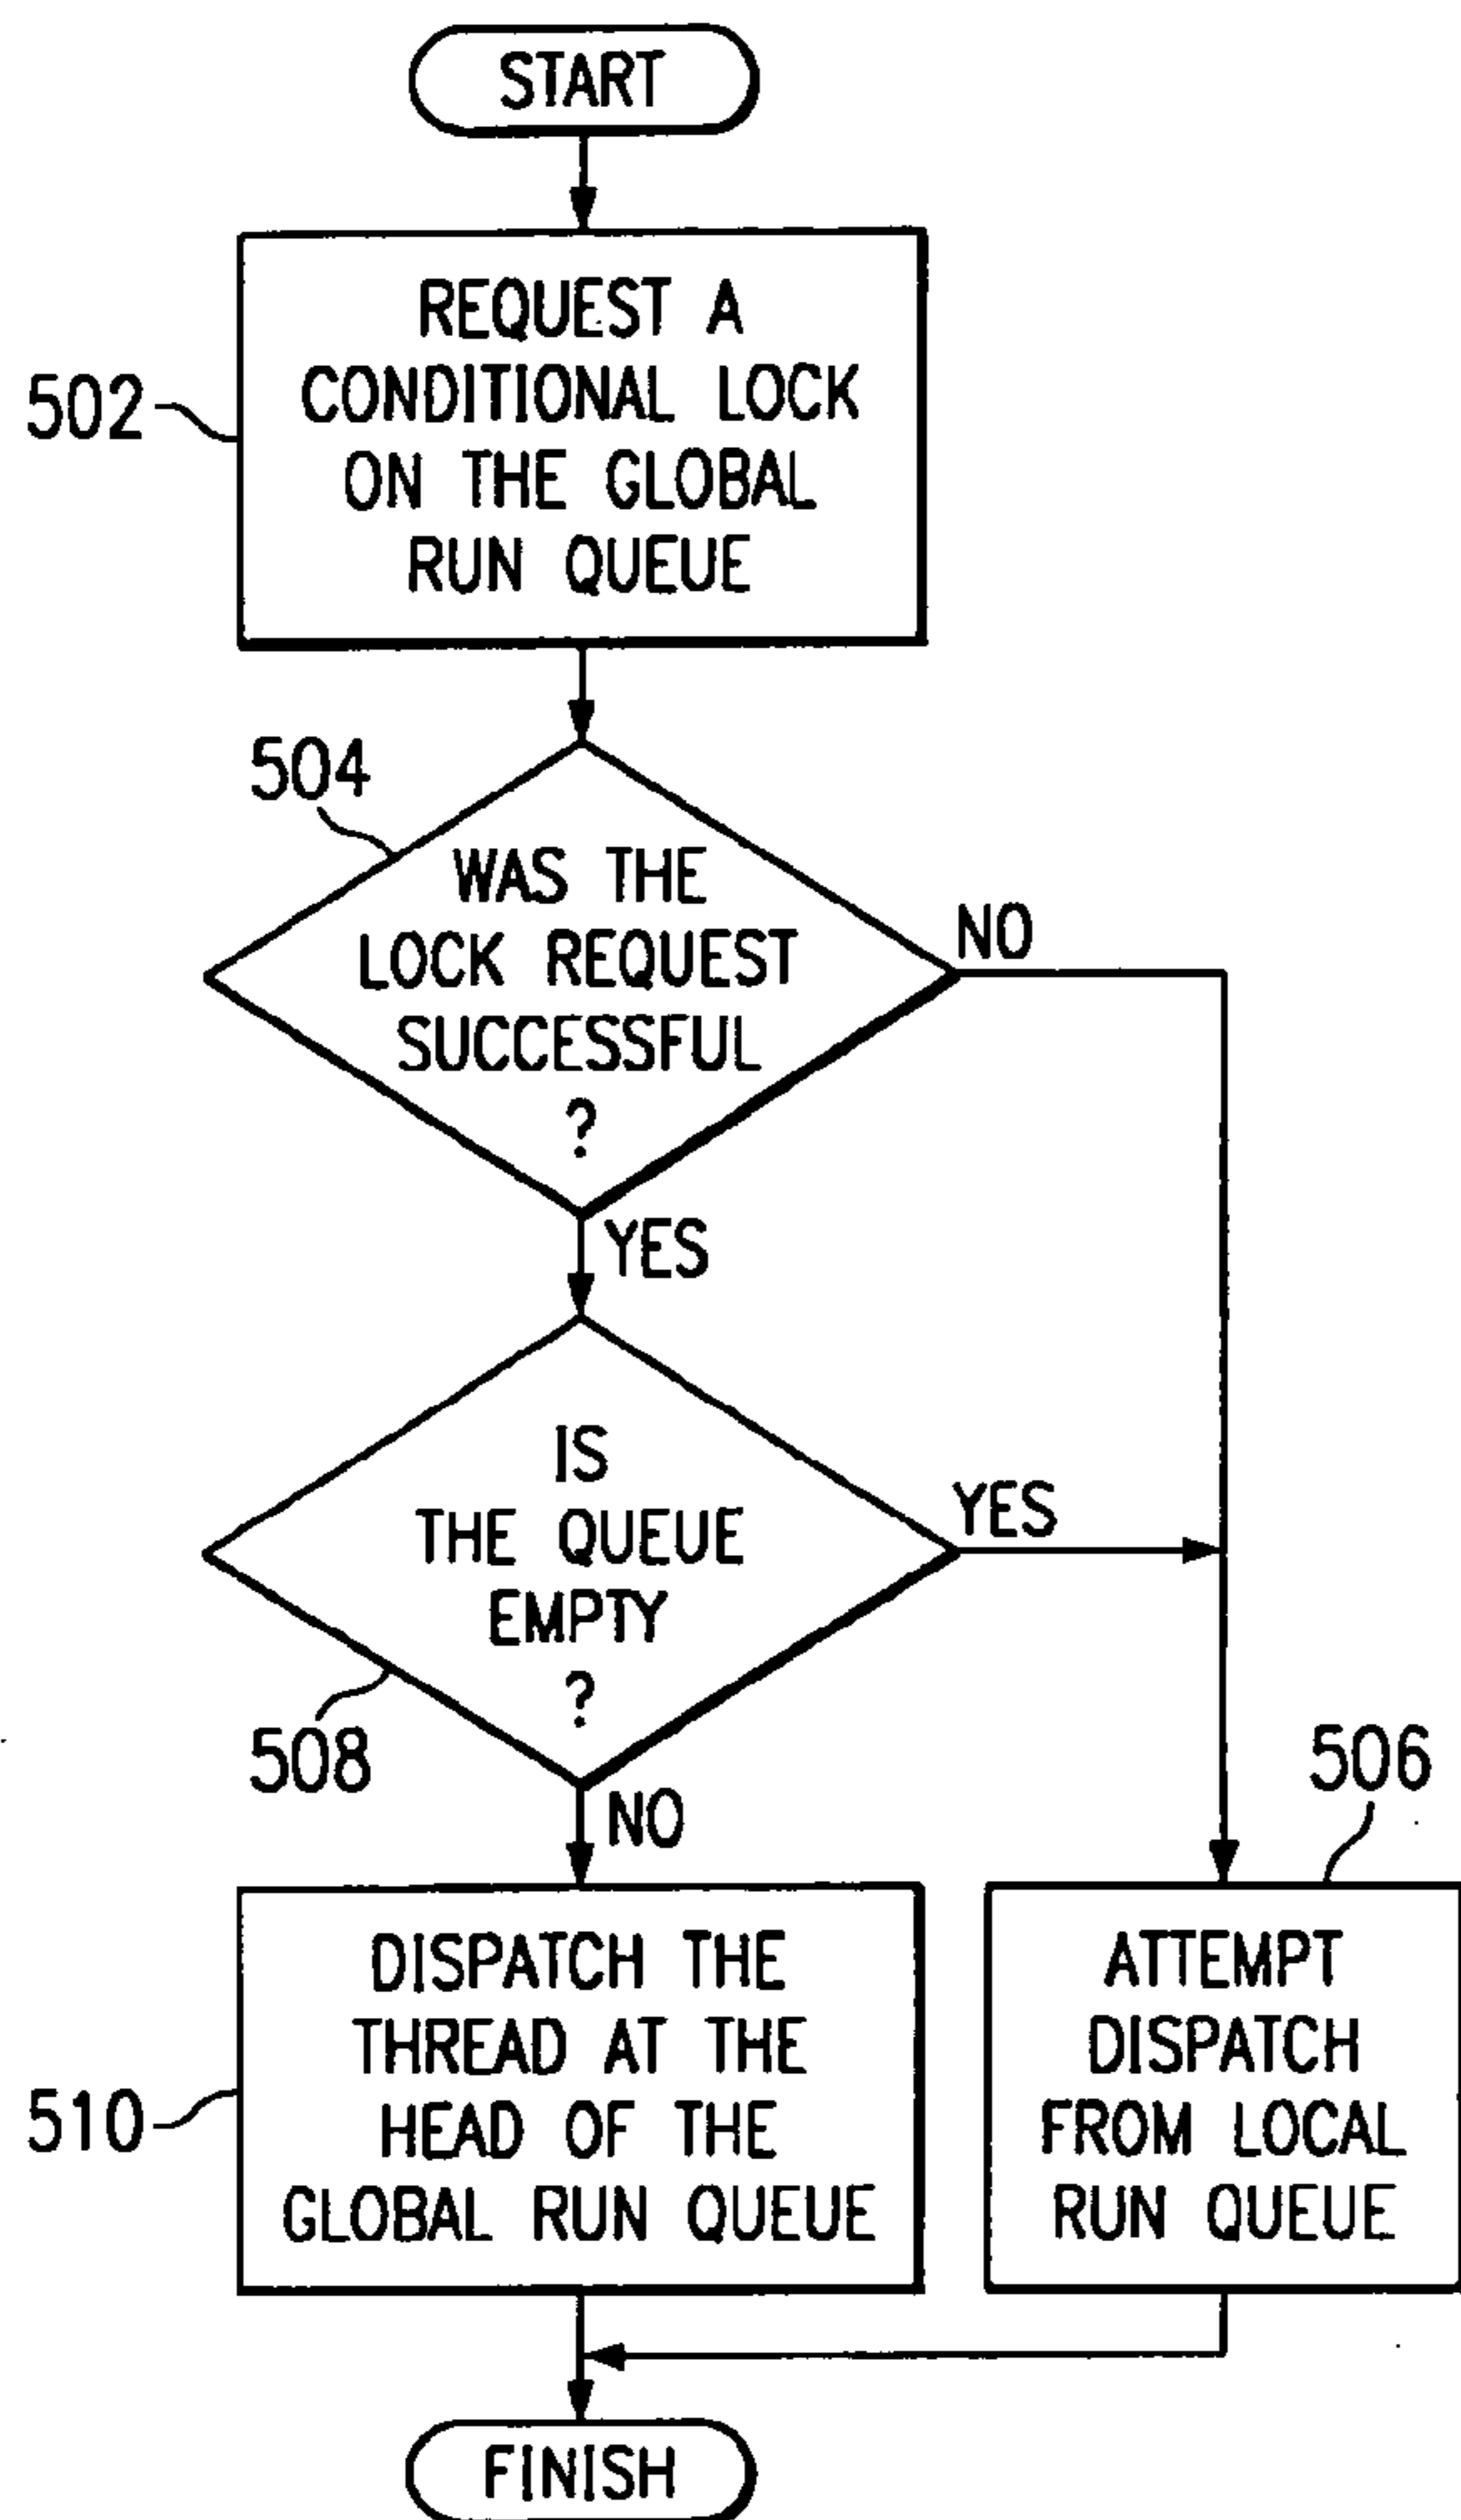 START
502
REQUEST A
CONDITIONAL LOCK
ON THE GLOBAL
RUN QUEUE
504
WAS THE
LOCK REQUEST
SUCCESSFUL
?
NO
YES
IS
THE QUEUE
EMPTY
?
YES
508
NO
506
510
DISPATCH THE
THREAD AT THE
HEAD OF THE
GLOBAL RUN QUEUE
ATTEMPT
DISPATCH
FROM LOCAL
RUN QUEUE
FINISH